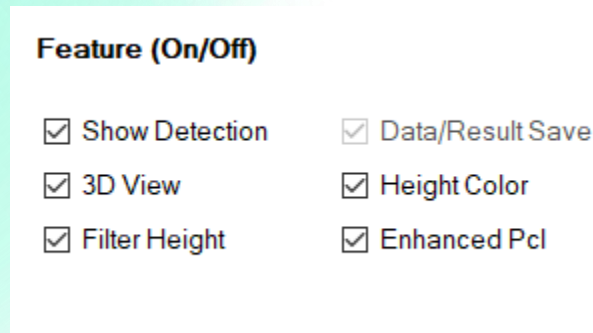 Feature (On/Off)
Show Detection
Data/Result Save
3D View
Height Color
Filter Height
Enhanced Pcl